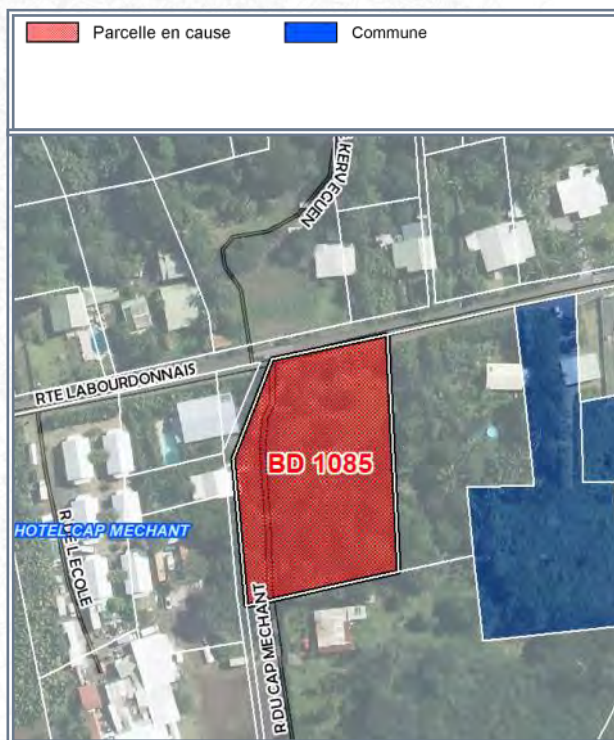 Parcelle en cause
Commune
KERVEGUEN
RTE LABOURDONNAIS
BD 1085
HOTEL CAP MECHANT
R DE L ECOLE
R DU CAP MECHANT